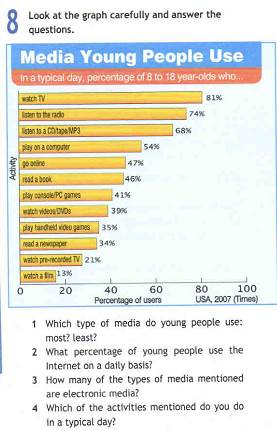 8 Look at the graph carefully and answer the
questions.
Media Young People Use
In a typical day, percentage of 8 to 18 year-olds who...
watch TV 81%
listen to the radio 74%
listen to a CD/tape/MP3 68%
play on a computer 54%
go online 47%
read a book 46%
play console/PC games 41%
watch videos/DVDs 39%
play handheld video games 35%
read a newspaper 34%
watch pre-recorded TV 21%
watch a film 13%
Activity
0 20 40 60 80 100
Percentage of users USA, 2007 (Times)
1 Which type of media do young people use:
most? least?
2 What percentage of young people use the
Internet on a daily basis?
3 How many of the types of media mentioned
are electronic media?
4 Which of the activities mentioned do you do
in a typical day?